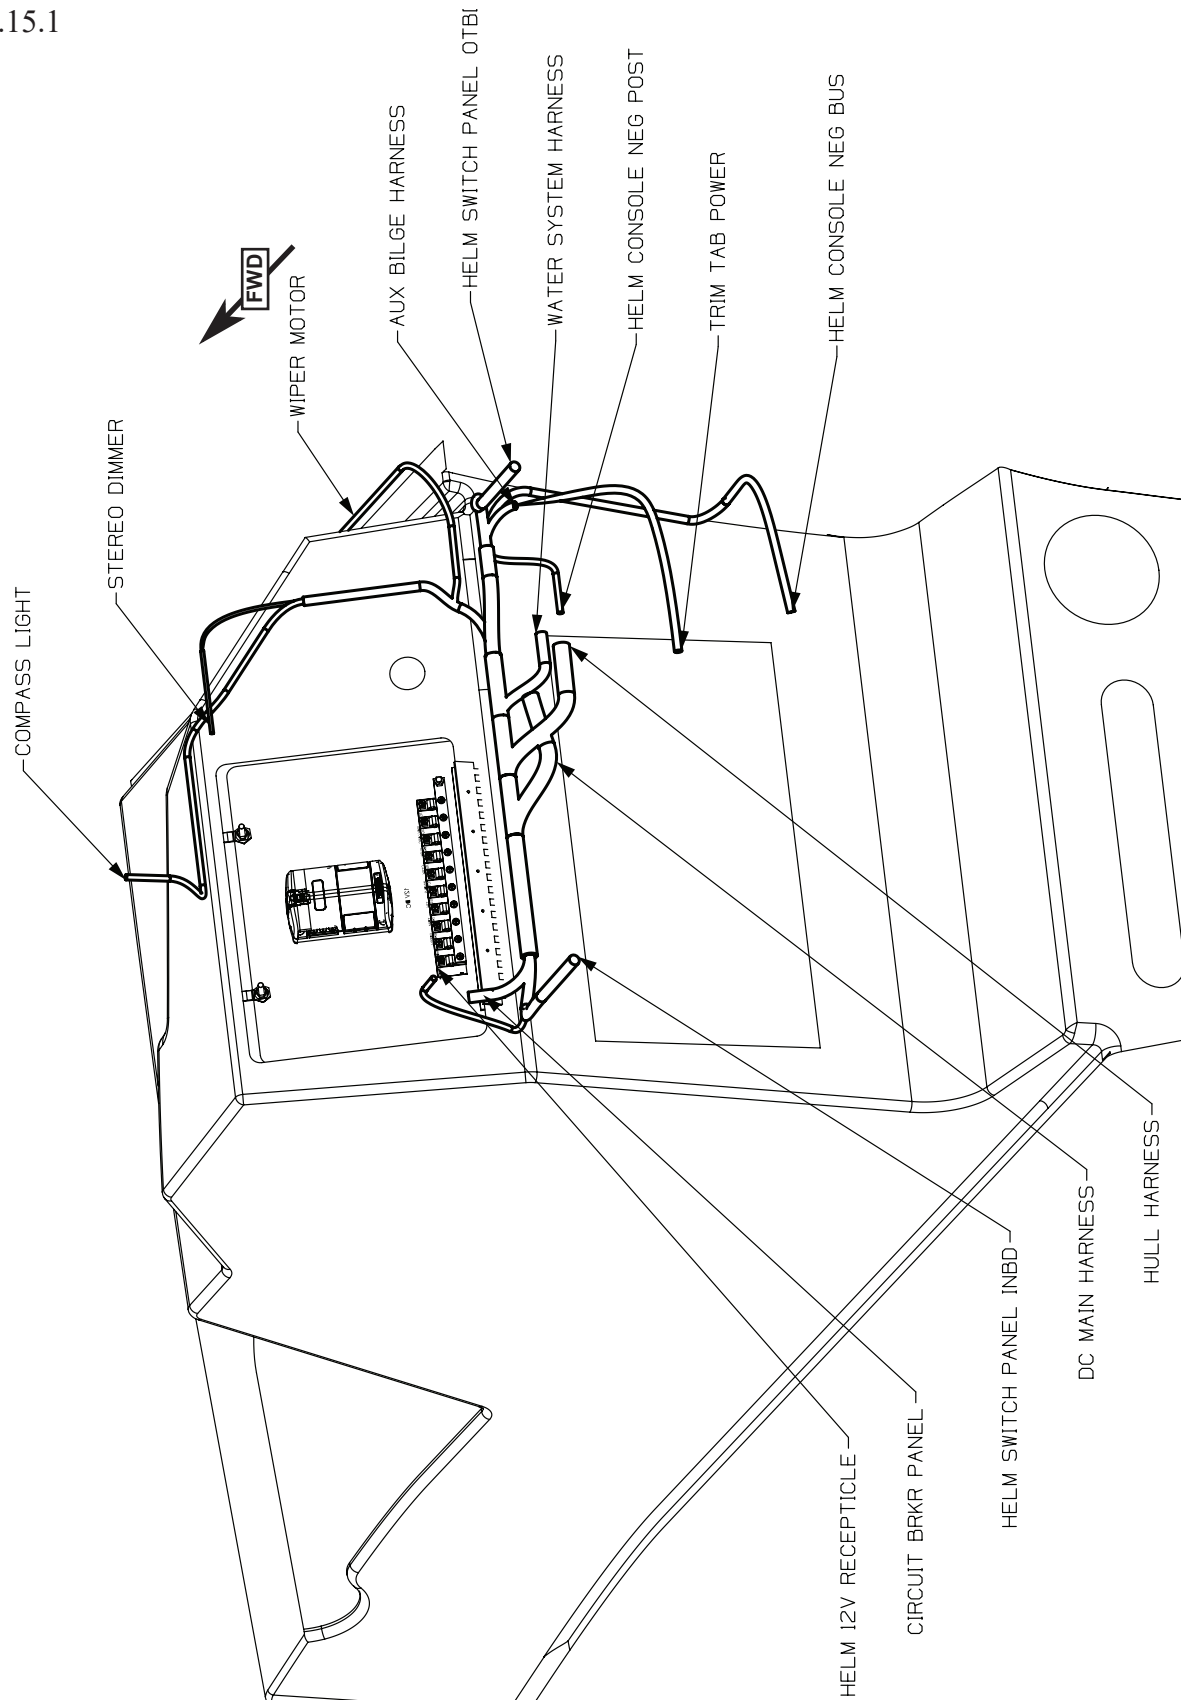 .15.1
COMPASS LIGHT
STEREO DIMMER
WIPER MOTOR
FWD
AUX BILGE HARNESS
HELM SWITCH PANEL OTBD
WATER SYSTEM HARNESS
HELM CONSOLE NEG POST
TRIM TAB POWER
HELM CONSOLE NEG BUS
12V DC
HELM 12V RECEPTICLE
CIRCUIT BRKR PANEL
HELM SWITCH PANEL INBD
DC MAIN HARNESS
HULL HARNESS